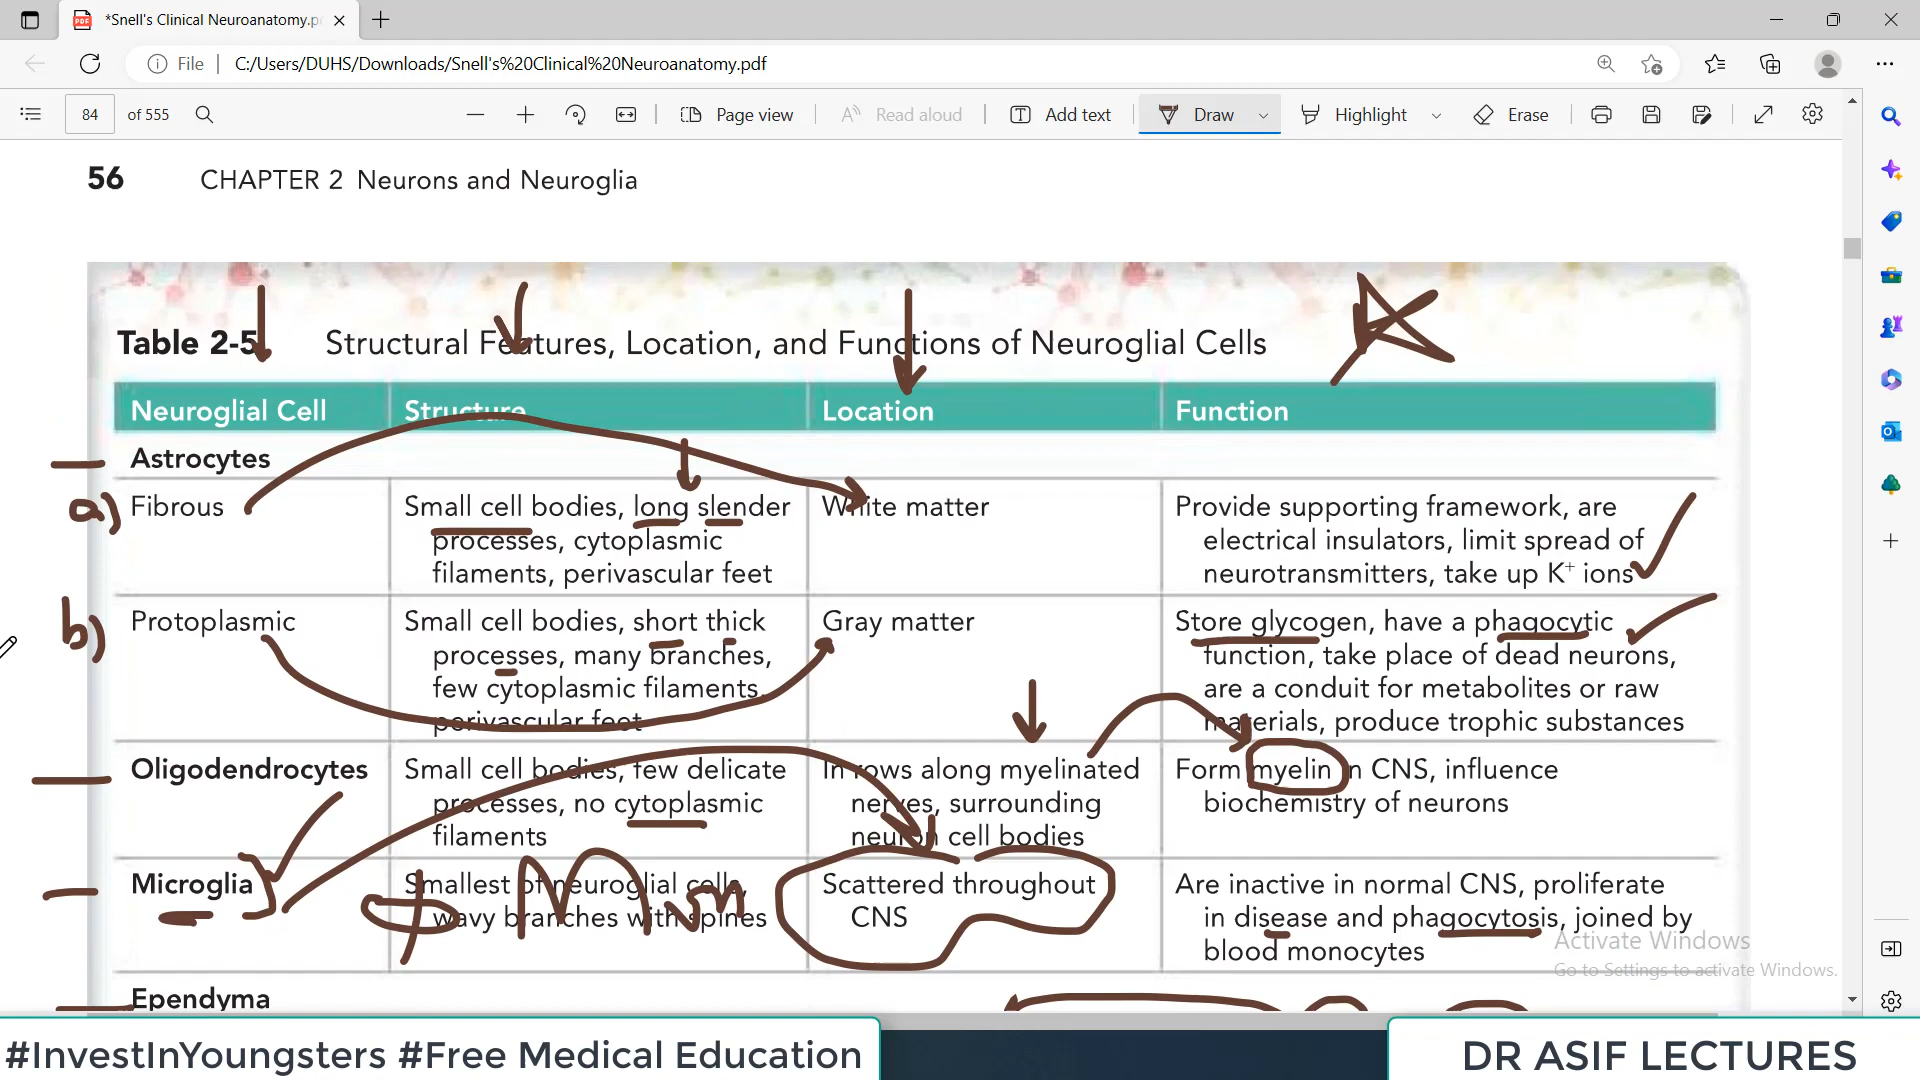 *Snell's Clinical Neuroanatomy.p
File
C:/Users/DUHS/Downloads/Snell's%20Clinical%20Neuroanatomy.pdf
84 of 555
Page view
Read aloud
Add text
Draw
Highlight
Erase
56 CHAPTER 2 Neurons and Neuroglia
Table 2-5 Structural Features, Location, and Functions of Neuroglial Cells
Neuroglial Cell Structure Location Function
Astrocytes
a) Fibrous
Small cell bodies, long slender
processes, cytoplasmic
filaments, perivascular feet
White matter
Provide supporting framework, are
electrical insulators, limit spread of
neurotransmitters, take up K⁺ ions
b) Protoplasmic
Small cell bodies, short thick
processes, many branches,
few cytoplasmic filaments,
perivascular feet
Gray matter
Store glycogen, have a phagocytic
function, take place of dead neurons,
are a conduit for metabolites or raw
materials, produce trophic substances
Oligodendrocytes
Small cell bodies, few delicate
processes, no cytoplasmic
filaments
In rows along myelinated
nerves, surrounding
neuron cell bodies
Form myelin in CNS, influence
biochemistry of neurons
Microglia
Smallest of neuroglial cells,
wavy branches with spines
Scattered throughout
CNS
Are inactive in normal CNS, proliferate
in disease and phagocytosis, joined by
blood monocytes
Ependyma
Activate Windows
Go to Settings to activate Windows.
#InvestInYoungsters #Free Medical Education
DR ASIF LECTURES